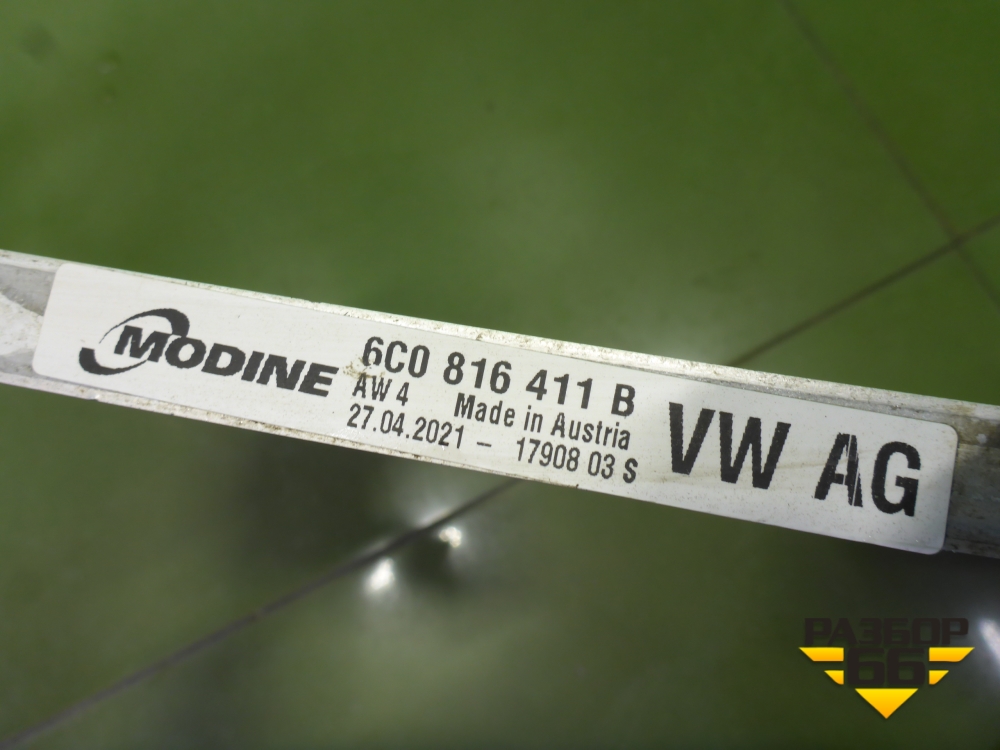 MODINE
6C0 816 411 B
AW 4 Made in Austria
27.04.2021 – 17908 03 S
VW AG
РАЗБОР
66